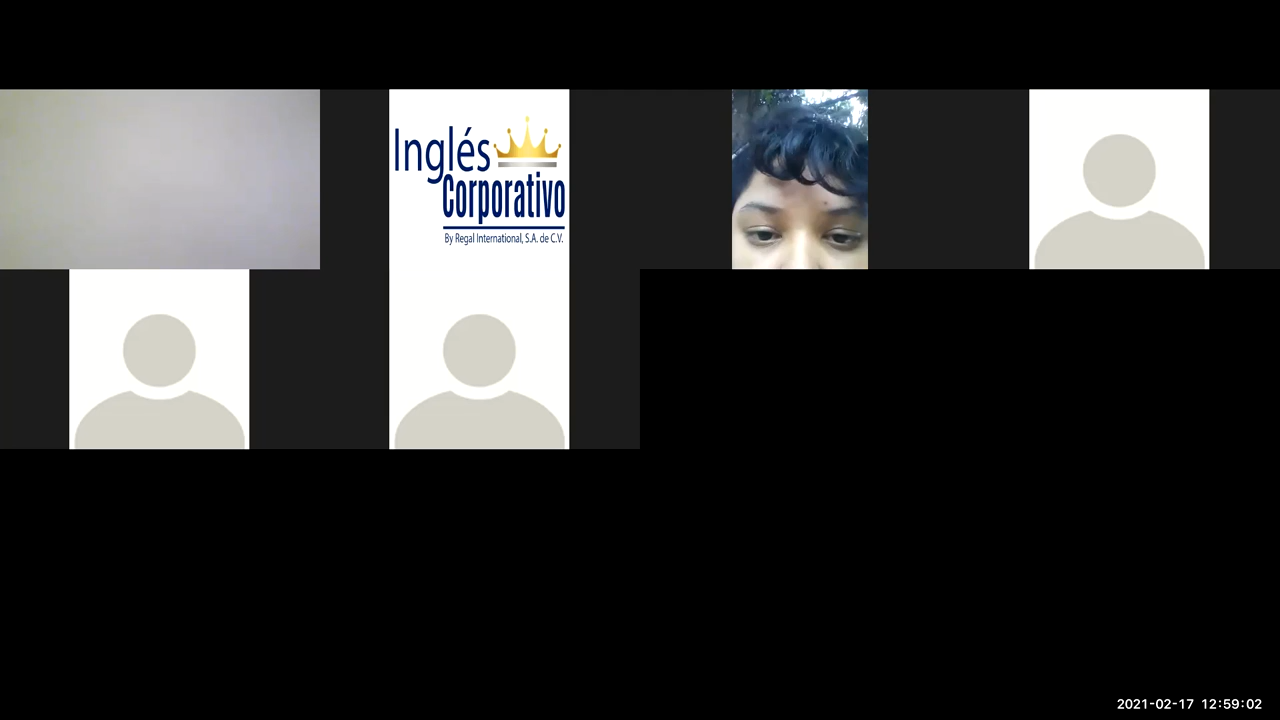 Inglés
Corporativo
By Regal International, S.A. de C.V.
2021-02-17 12:59:02